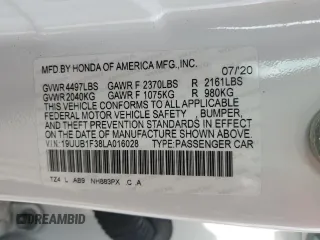 MFD.BY HONDA OF AMERICA MFG.,INC. 07/20
GVWR 4497LBS GAWR F 2370LBS R 2161LBS
GVWR 2040KG GAWR F 1075KG R 980KG
THIS VEHICLE CONFORMS TO ALL APPLICABLE
FEDERAL MOTOR VEHICLE SAFETY, BUMPER,
AND THEFT PREVENTION STANDARDS IN EFFECT
ON THE DATE OF MANUFACTURE SHOWN ABOVE.
VIN:19UUB1F38LA016028 TYPE:PASSENGER CAR
TZ4 L AB9 NH883PX C A